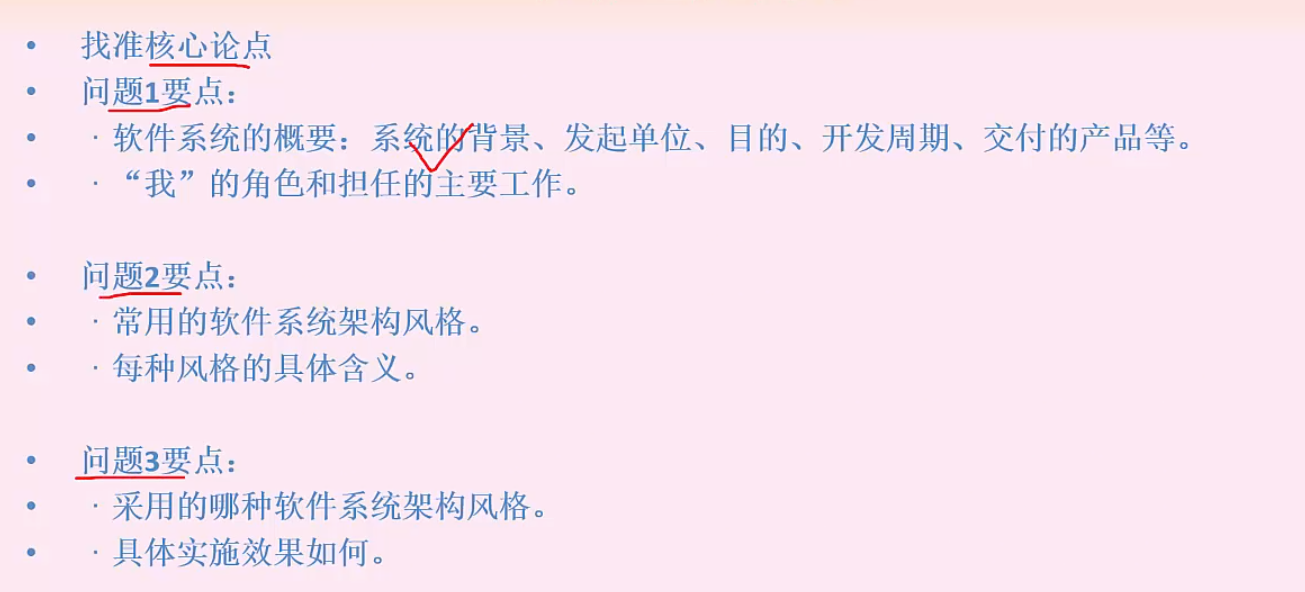 • 找准核心论点
• 问题1要点：
• · 软件系统的概要：系统的背景、发起单位、目的、开发周期、交付的产品等。
• · “我”的角色和担任的主要工作。
• 问题2要点：
• · 常用的软件系统架构风格。
• · 每种风格的具体含义。
• 问题3要点：
• · 采用的哪种软件系统架构风格。
• · 具体实施效果如何。